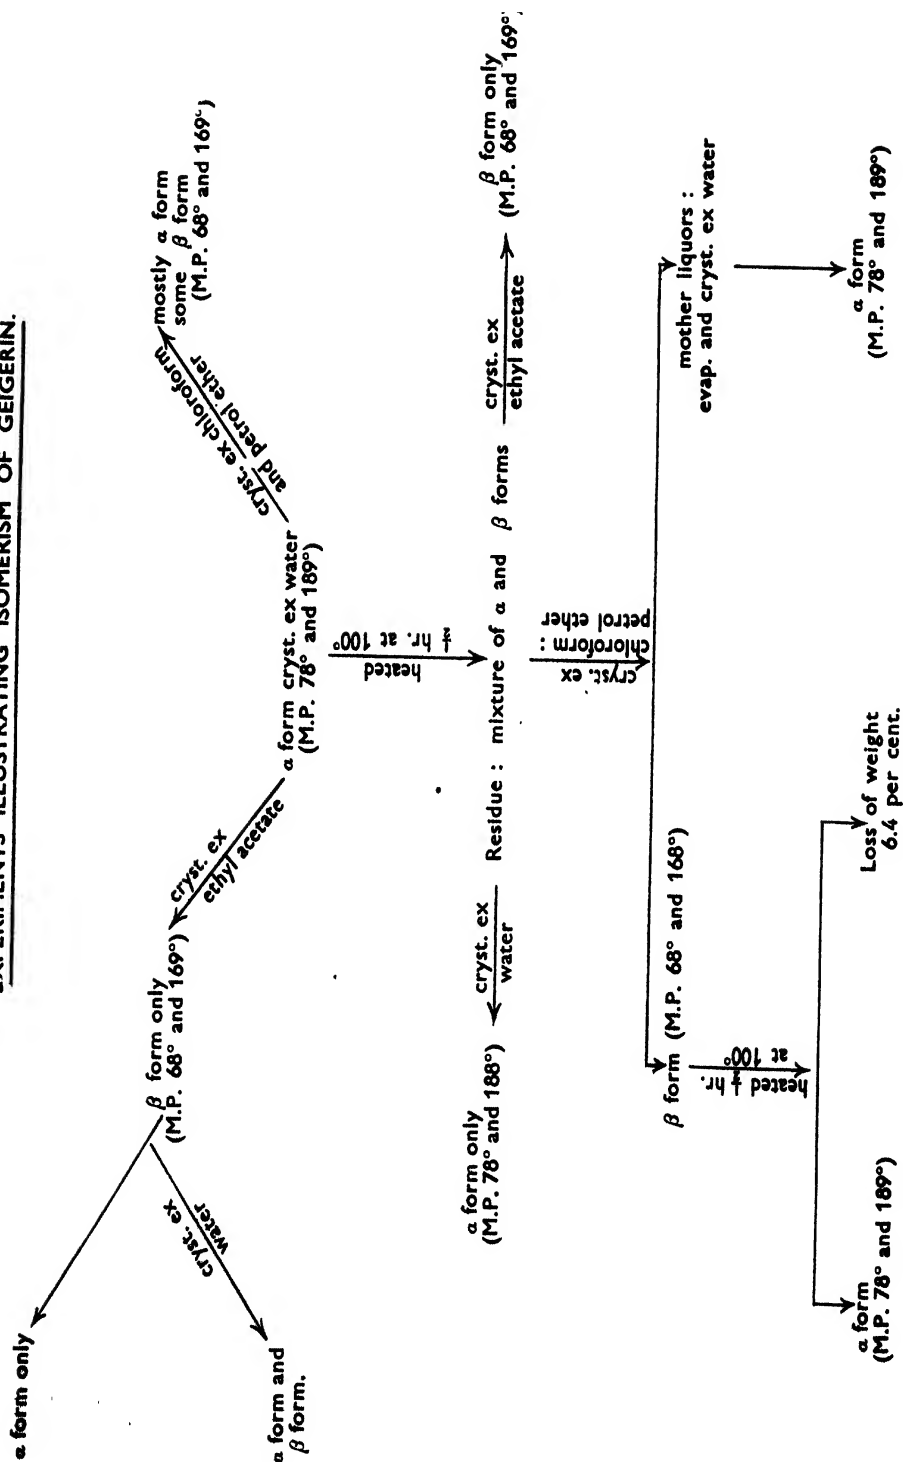 EXPERIMENTS ILLUSTRATING ISOMERISM OF GEIGERIN.
α form only
α form and
β form.
cryst. ex
water
β form only
(M.P. 68° and 169°)
cryst. ex
ethyl acetate
α form cryst. ex water
(M.P. 78° and 189°)
cryst. ex chloroform
and petrol ether
mostly α form
some β form
(M.P. 68° and 169°)
heated
½ hr. at 100°
α form only
(M.P. 78° and 188°)
cryst. ex
water
Residue : mixture of α and β forms
cryst. ex
ethyl acetate
β form only
(M.P. 68° and 169°)
cryst. ex
chloroform :
petrol ether
β form (M.P. 68° and 168°)
mother liquors :
evap. and cryst. ex water
heated ½ hr.
at 100°
α form
(M.P. 78° and 189°)
α form
(M.P. 78° and 189°)
Loss of weight
6.4 per cent.